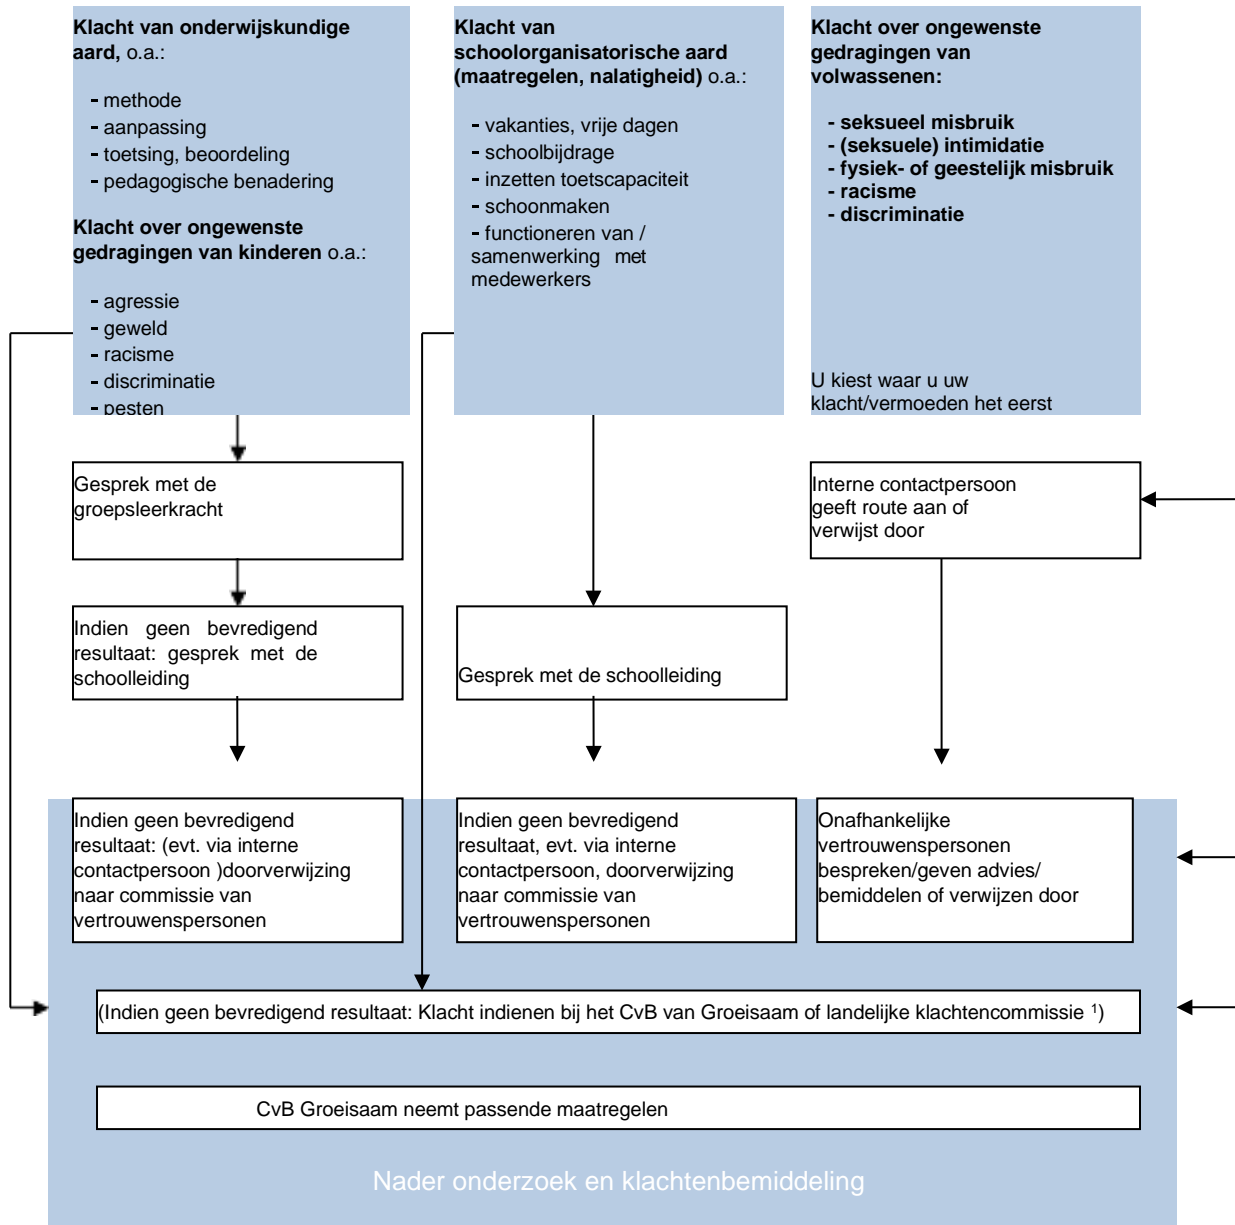 Klacht van onderwijskundige
aard, o.a.:
- methode
- aanpassing
- toetsing, beoordeling
- pedagogische benadering
Klacht over ongewenste
gedragingen van kinderen o.a.:
- agressie
- geweld
- racisme
- discriminatie
- pesten
Klacht van
schoolorganisatorische aard
(maatregelen, nalatigheid) o.a.:
- vakanties, vrije dagen
- schoolbijdrage
- inzetten toetscapaciteit
- schoonmaken
- functioneren van /
samenwerking met
medewerkers
Klacht over ongewenste
gedragingen van
volwassenen:
- seksueel misbruik
- (seksuele) intimidatie
- fysiek- of geestelijk misbruik
- racisme
- discriminatie
U kiest waar u uw
klacht/vermoeden het eerst
Gesprek met de
groepsleerkracht
Interne contactpersoon
geeft route aan of
verwijst door
Indien geen bevredigend
resultaat: gesprek met de
schoolleiding
Gesprek met de schoolleiding
Indien geen bevredigend
resultaat: (evt. via interne
contactpersoon )doorverwijzing
naar commissie van
vertrouwenspersonen
Indien geen bevredigend
resultaat, evt. via interne
contactpersoon, doorverwijzing
naar commissie van
vertrouwenspersonen
Onafhankelijke
vertrouwenspersonen
bespreken/geven advies/
bemiddelen of verwijzen door
(Indien geen bevredigend resultaat: Klacht indienen bij het CvB van Groeisaam of landelijke klachtencommissie ¹)
CvB Groeisaam neemt passende maatregelen
Nader onderzoek en klachtenbemiddeling